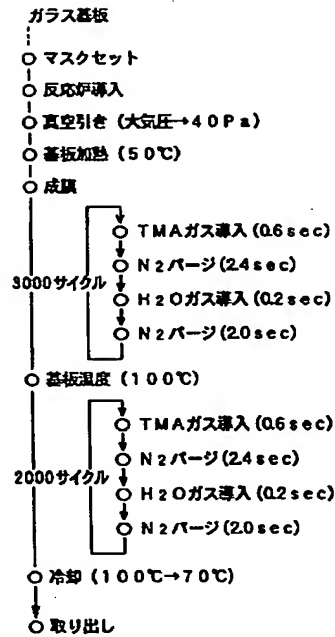 ガラス基板
マスクセット
反応炉導入
真空引き (大気圧→40Pa)
基板加熱 (50℃)
成膜
TMAガス導入 (0.6sec)
N2パージ (2.4sec)
3000サイクル
H2Oガス導入 (0.2sec)
N2パージ (2.0sec)
基板温度 (100℃)
TMAガス導入 (0.6sec)
N2パージ (2.4sec)
2000サイクル
H2Oガス導入 (0.2sec)
N2パージ (2.0sec)
冷却 (100℃→70℃)
取り出し